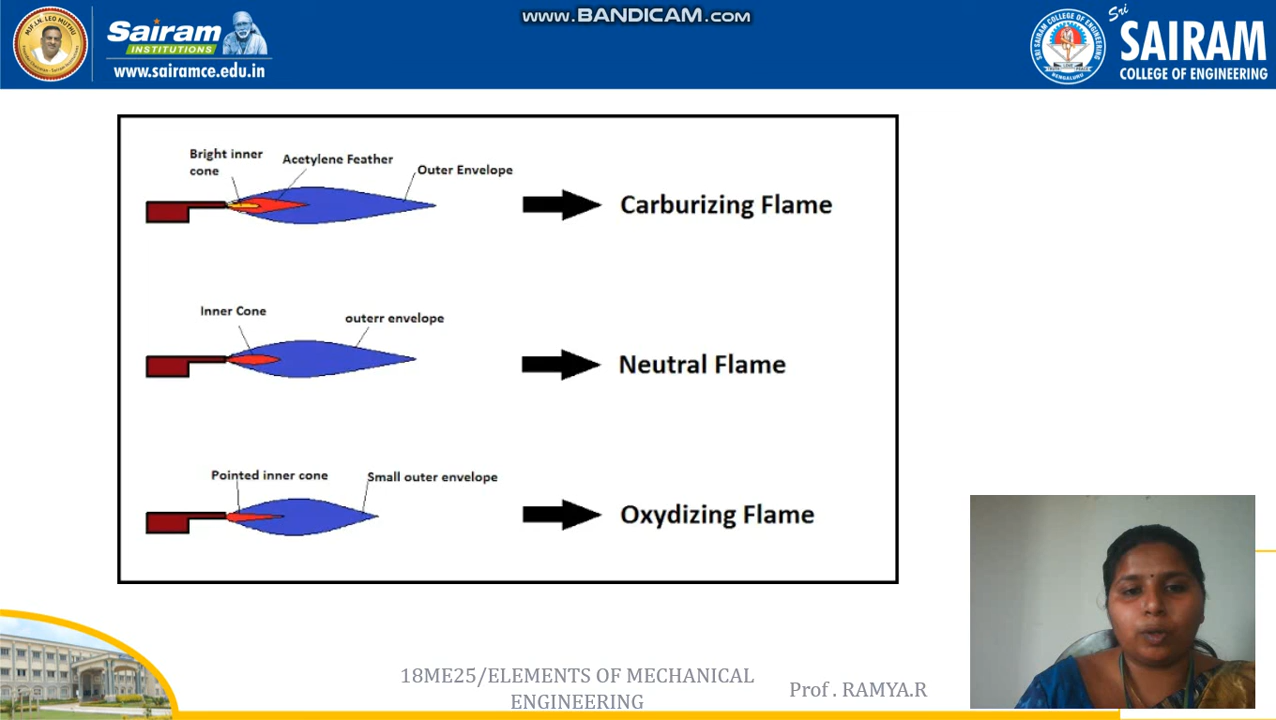 www.BANDICAM.com
Sairam
INSTITUTIONS
www.sairamce.edu.in
Sri
SAIRAM
COLLEGE OF ENGINEERING
Bright inner
cone
Acetylene Feather
Outer Envelope
Carburizing Flame
Inner Cone
outerr envelope
Neutral Flame
Pointed inner cone
Small outer envelope
Oxydizing Flame
18ME25/ELEMENTS OF MECHANICAL
ENGINEERING
Prof . RAMYA.R